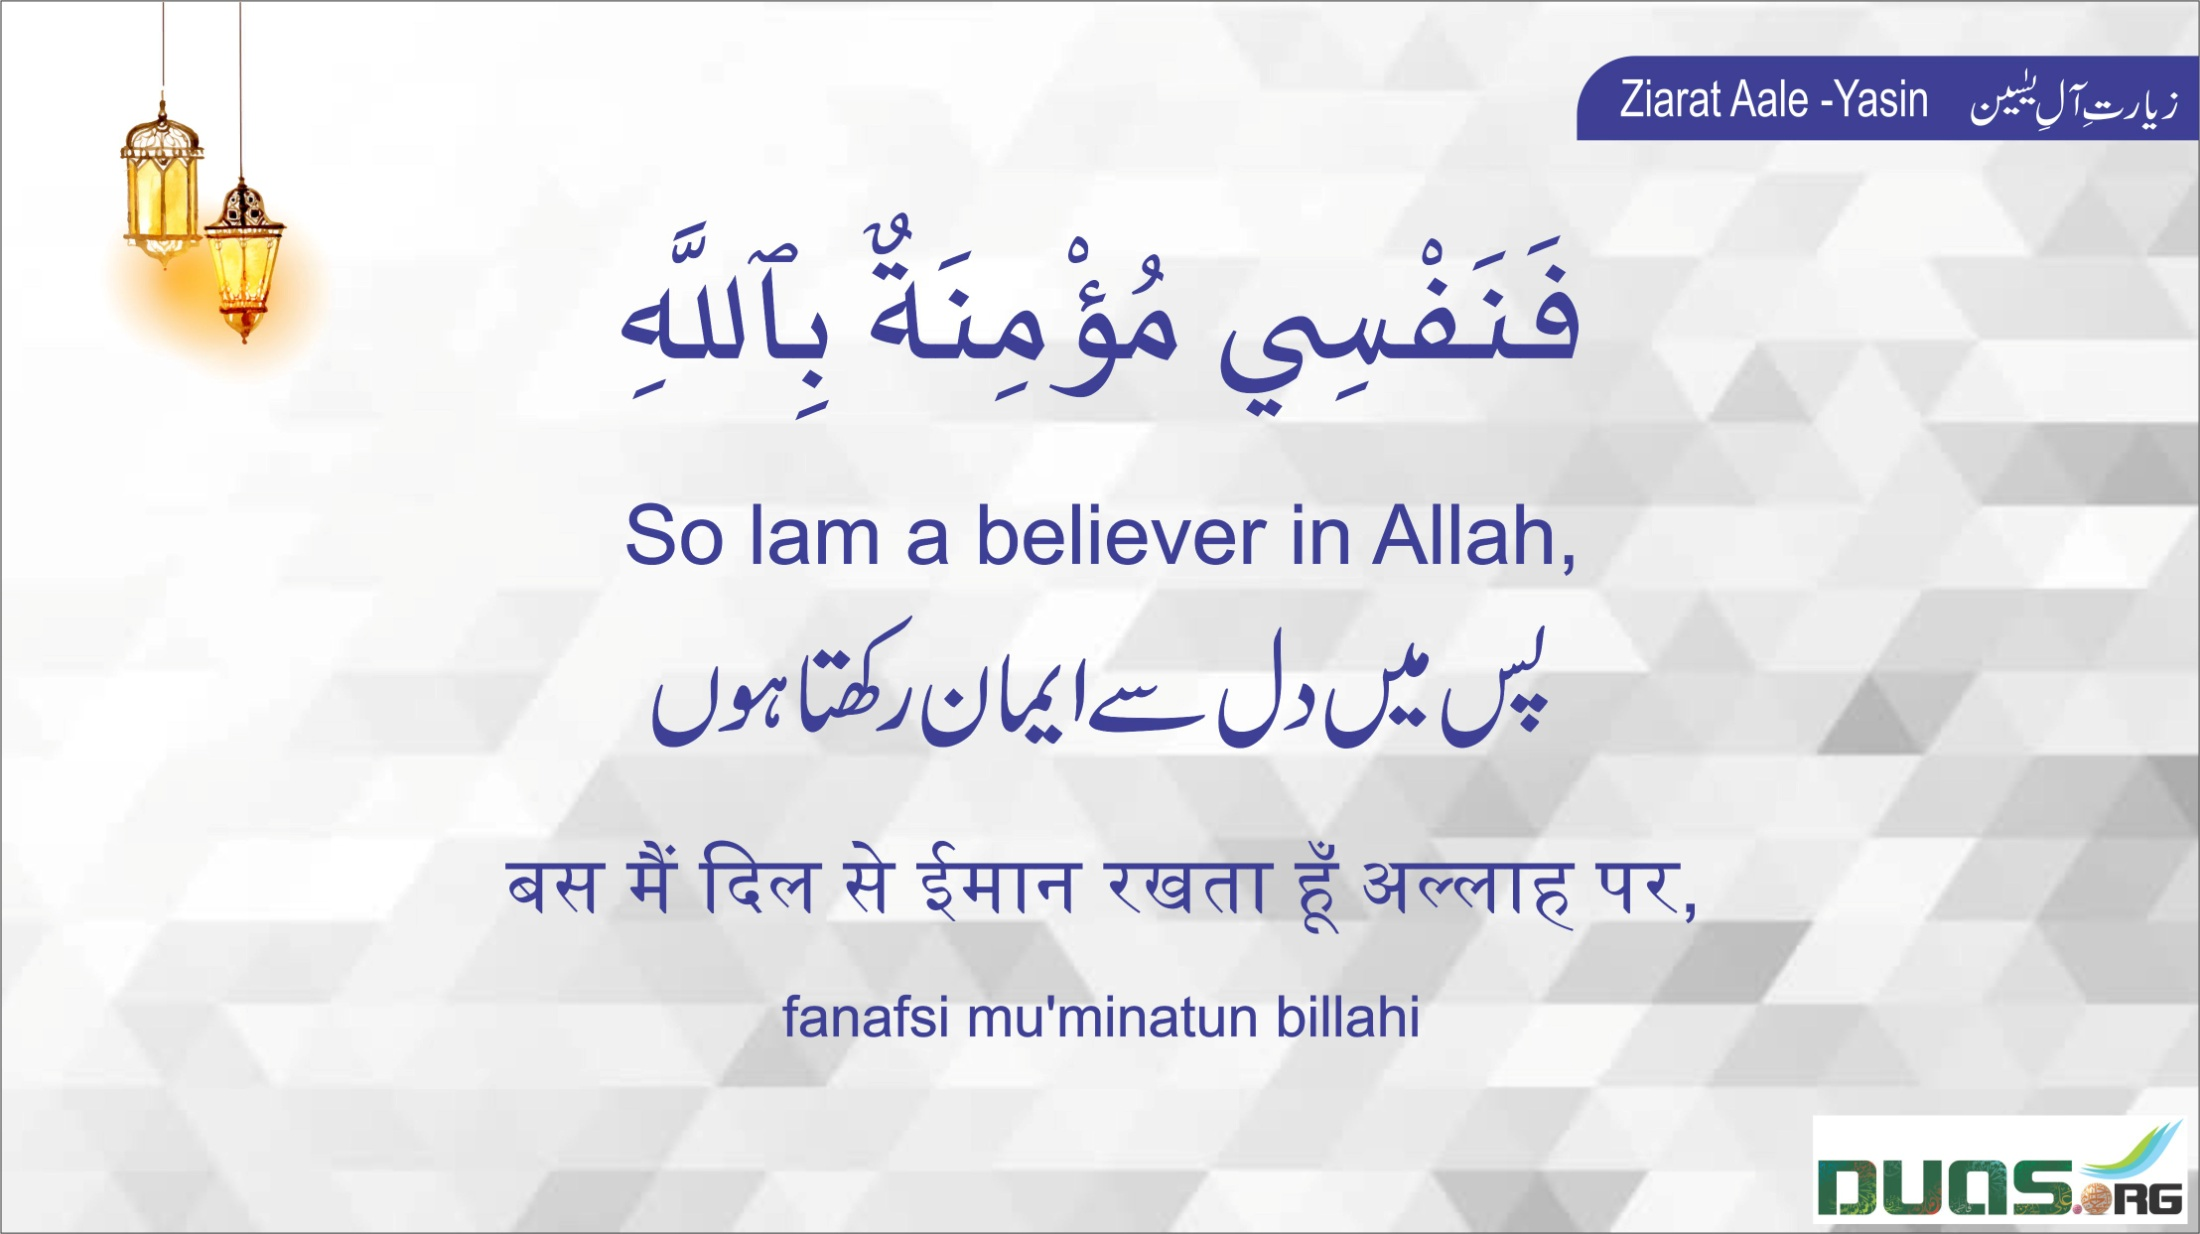 Ziarat Aale -Yasin زیارتِ آلِ یٰسین
فَنَفْسِي مُؤْمِنَةٌ بِٱللَّهِ
So Iam a believer in Allah,
پس میں دل سے ایمان رکھتا ہوں
बस मैं दिल से ईमान रखता हूँ अल्लाह पर,
fanafsi mu'minatun billahi
DUAS.ORG